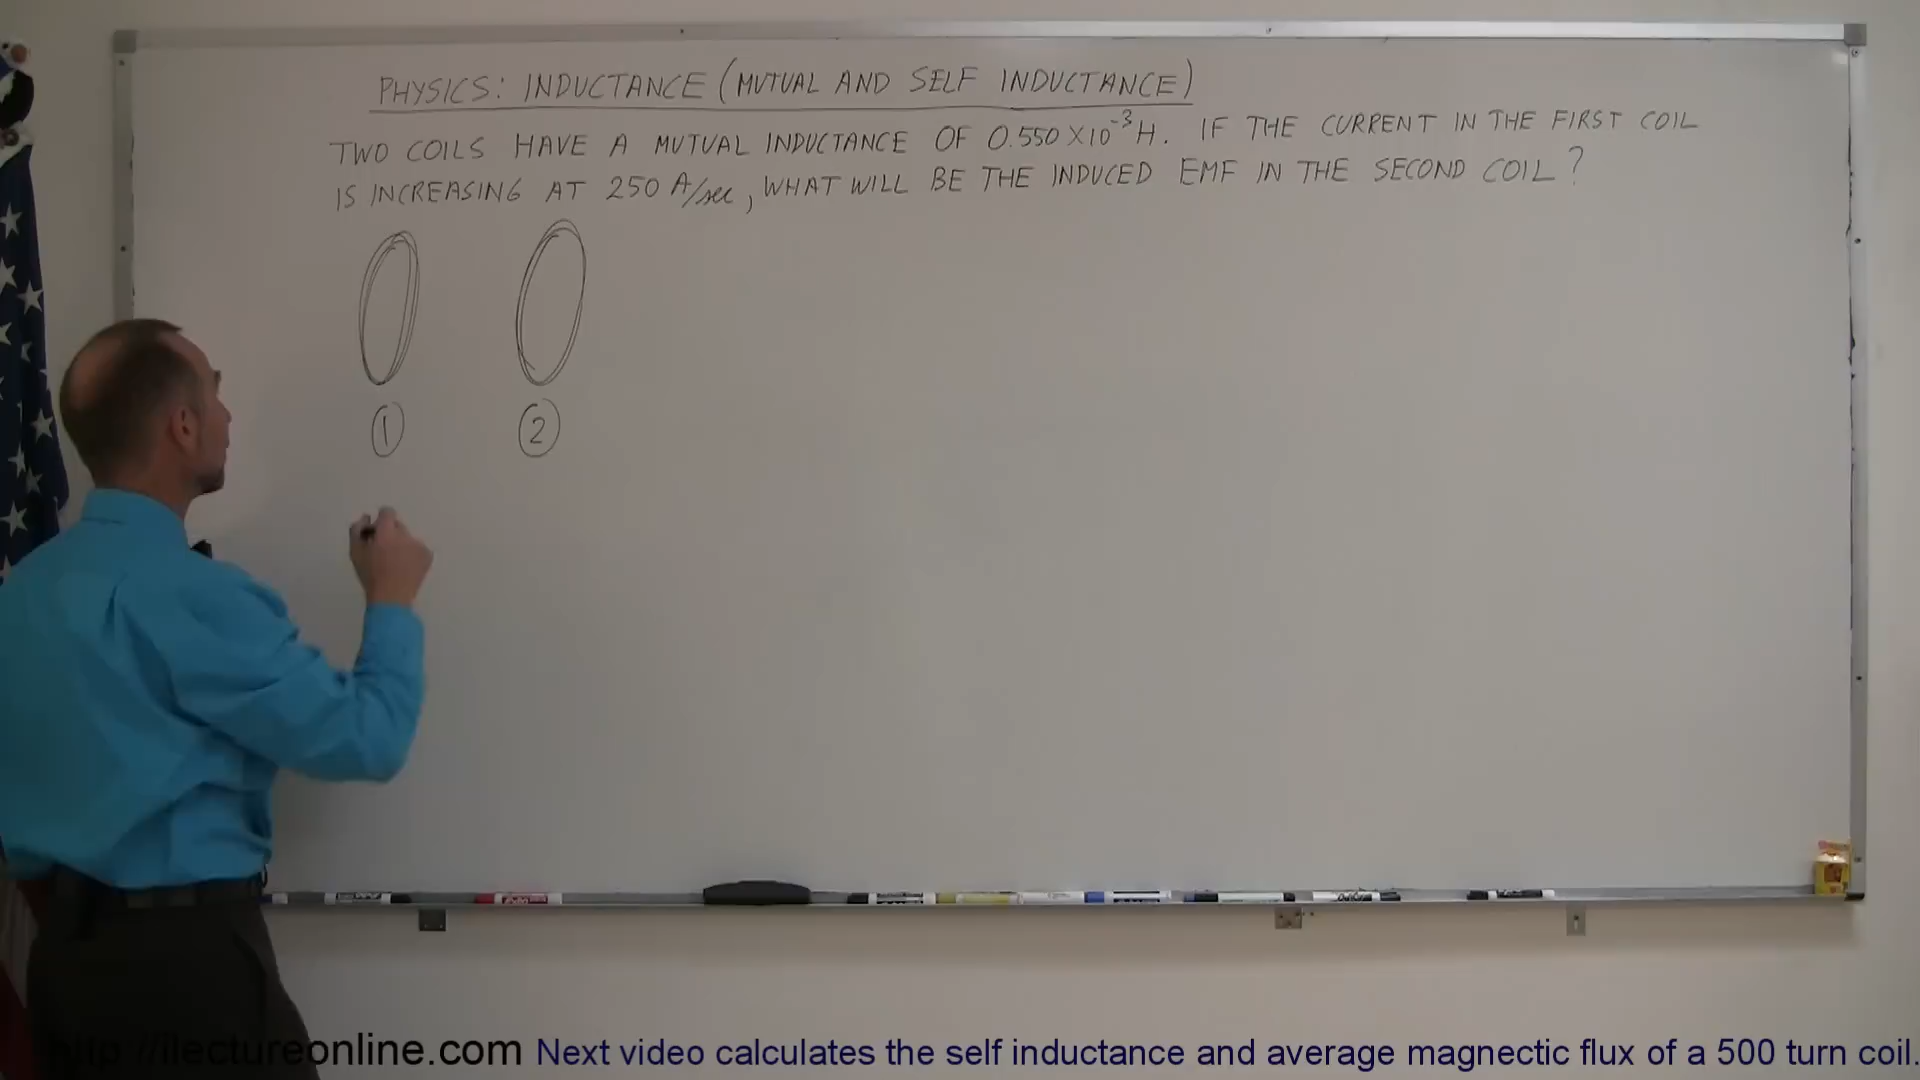 PHYSICS: INDUCTANCE (MUTUAL AND SELF INDUCTANCE)
TWO COILS HAVE A MUTUAL INDUCTANCE OF 0.550 X 10⁻³ H. IF THE CURRENT IN THE FIRST COIL
IS INCREASING AT 250 A/sec, WHAT WILL BE THE INDUCED EMF IN THE SECOND COIL?
1 2
http://ilectureonline.com Next video calculates the self inductance and average magnectic flux of a 500 turn coil.